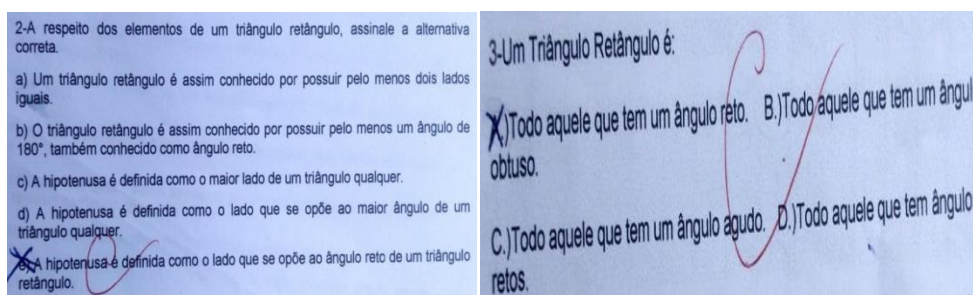 2-A respeito dos elementos de um triângulo retângulo, assinale a alternativa
correta.
a) Um triângulo retângulo é assim conhecido por possuir pelo menos dois lados
iguais.
b) O triângulo retângulo é assim conhecido por possuir pelo menos um ângulo de
180°, também conhecido como ângulo reto.
c) A hipotenusa é definida como o maior lado de um triângulo qualquer.
d) A hipotenusa é definida como o lado que se opõe ao maior ângulo de um
triângulo qualquer.
e) A hipotenusa é definida como o lado que se opõe ao ângulo reto de um triângulo
retângulo.
3-Um Triângulo Retângulo é:
)Todo aquele que tem um ângulo reto. B.)Todo aquele que tem um ângul
obtuso.
C.)Todo aquele que tem um ângulo agudo. D.)Todo aquele que tem ângulo
retos.